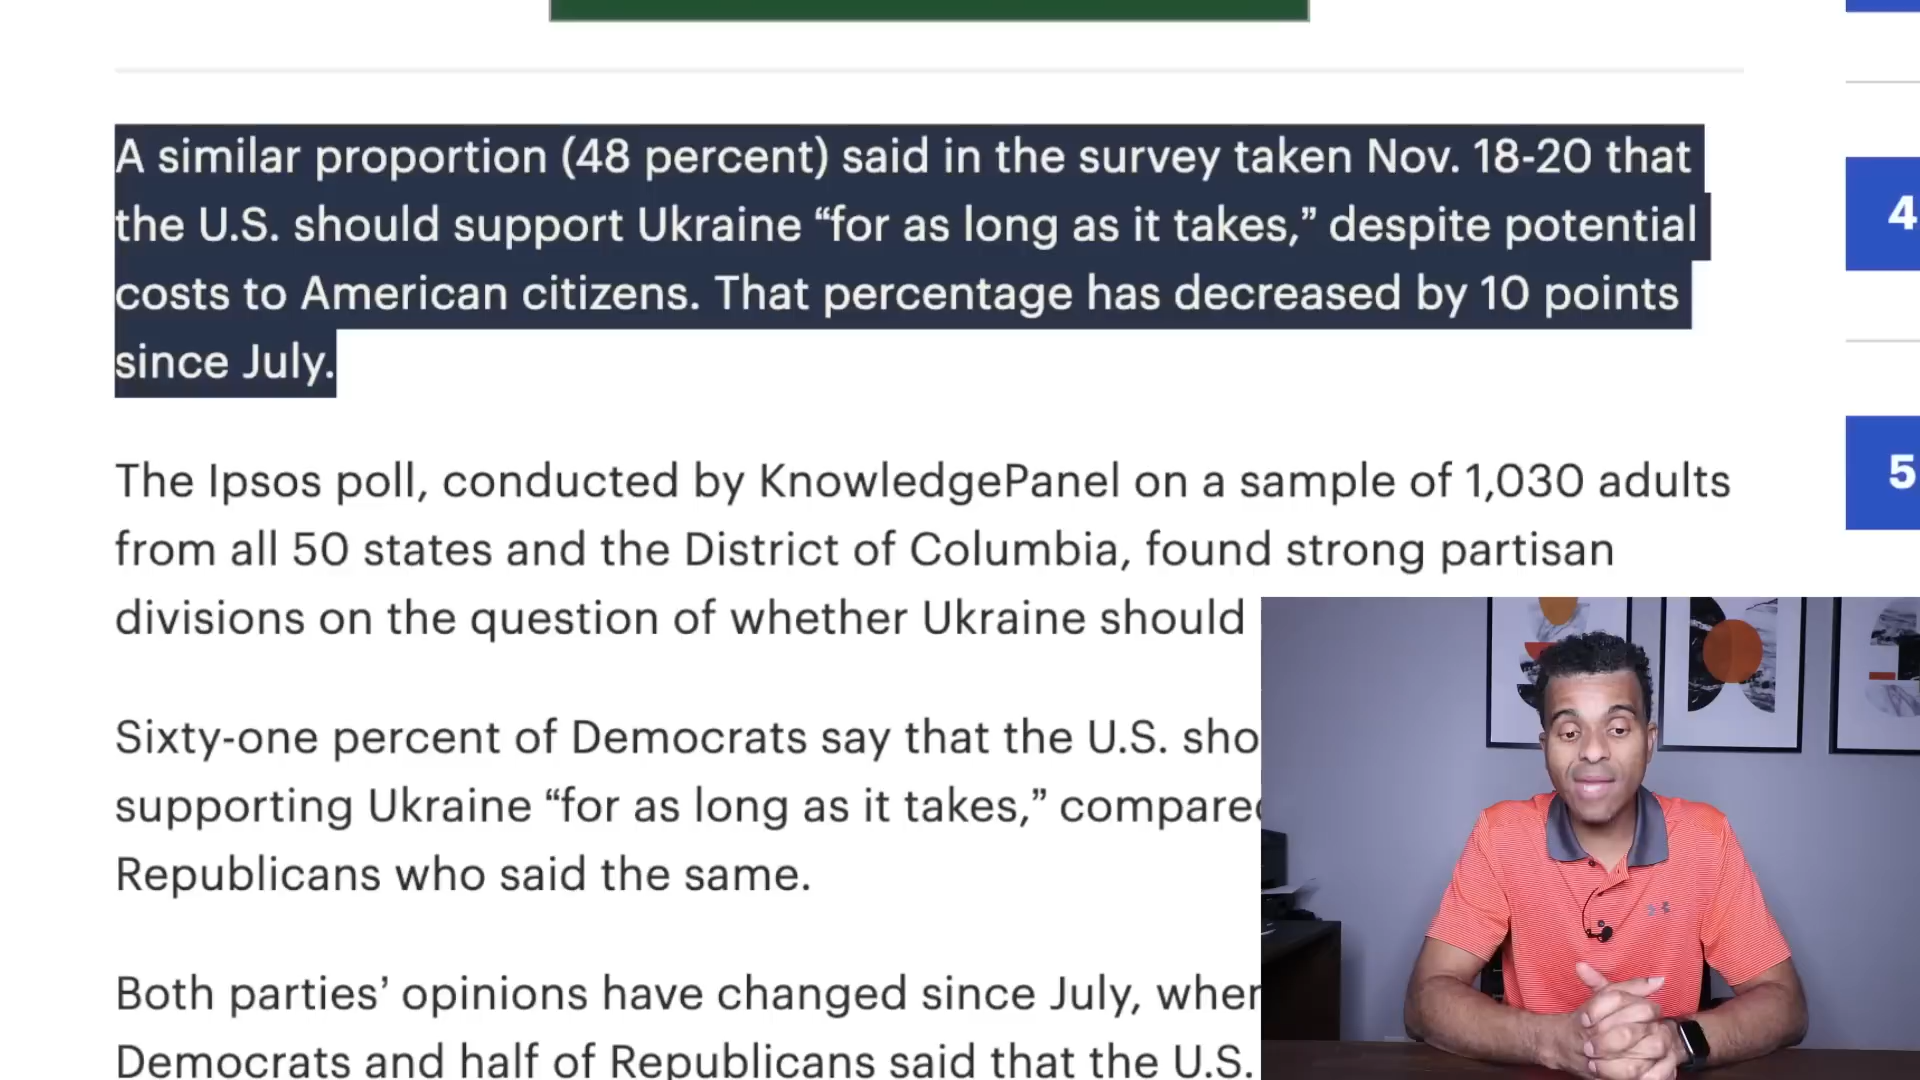 A similar proportion (48 percent) said in the survey taken Nov. 18-20 that
the U.S. should support Ukraine “for as long as it takes,” despite potential
costs to American citizens. That percentage has decreased by 10 points
since July.
The Ipsos poll, conducted by KnowledgePanel on a sample of 1,030 adults
from all 50 states and the District of Columbia, found strong partisan
divisions on the question of whether Ukraine should
Sixty-one percent of Democrats say that the U.S. sho
supporting Ukraine “for as long as it takes,” compared
Republicans who said the same.
Both parties’ opinions have changed since July, when
Democrats and half of Republicans said that the U.S.
4
5